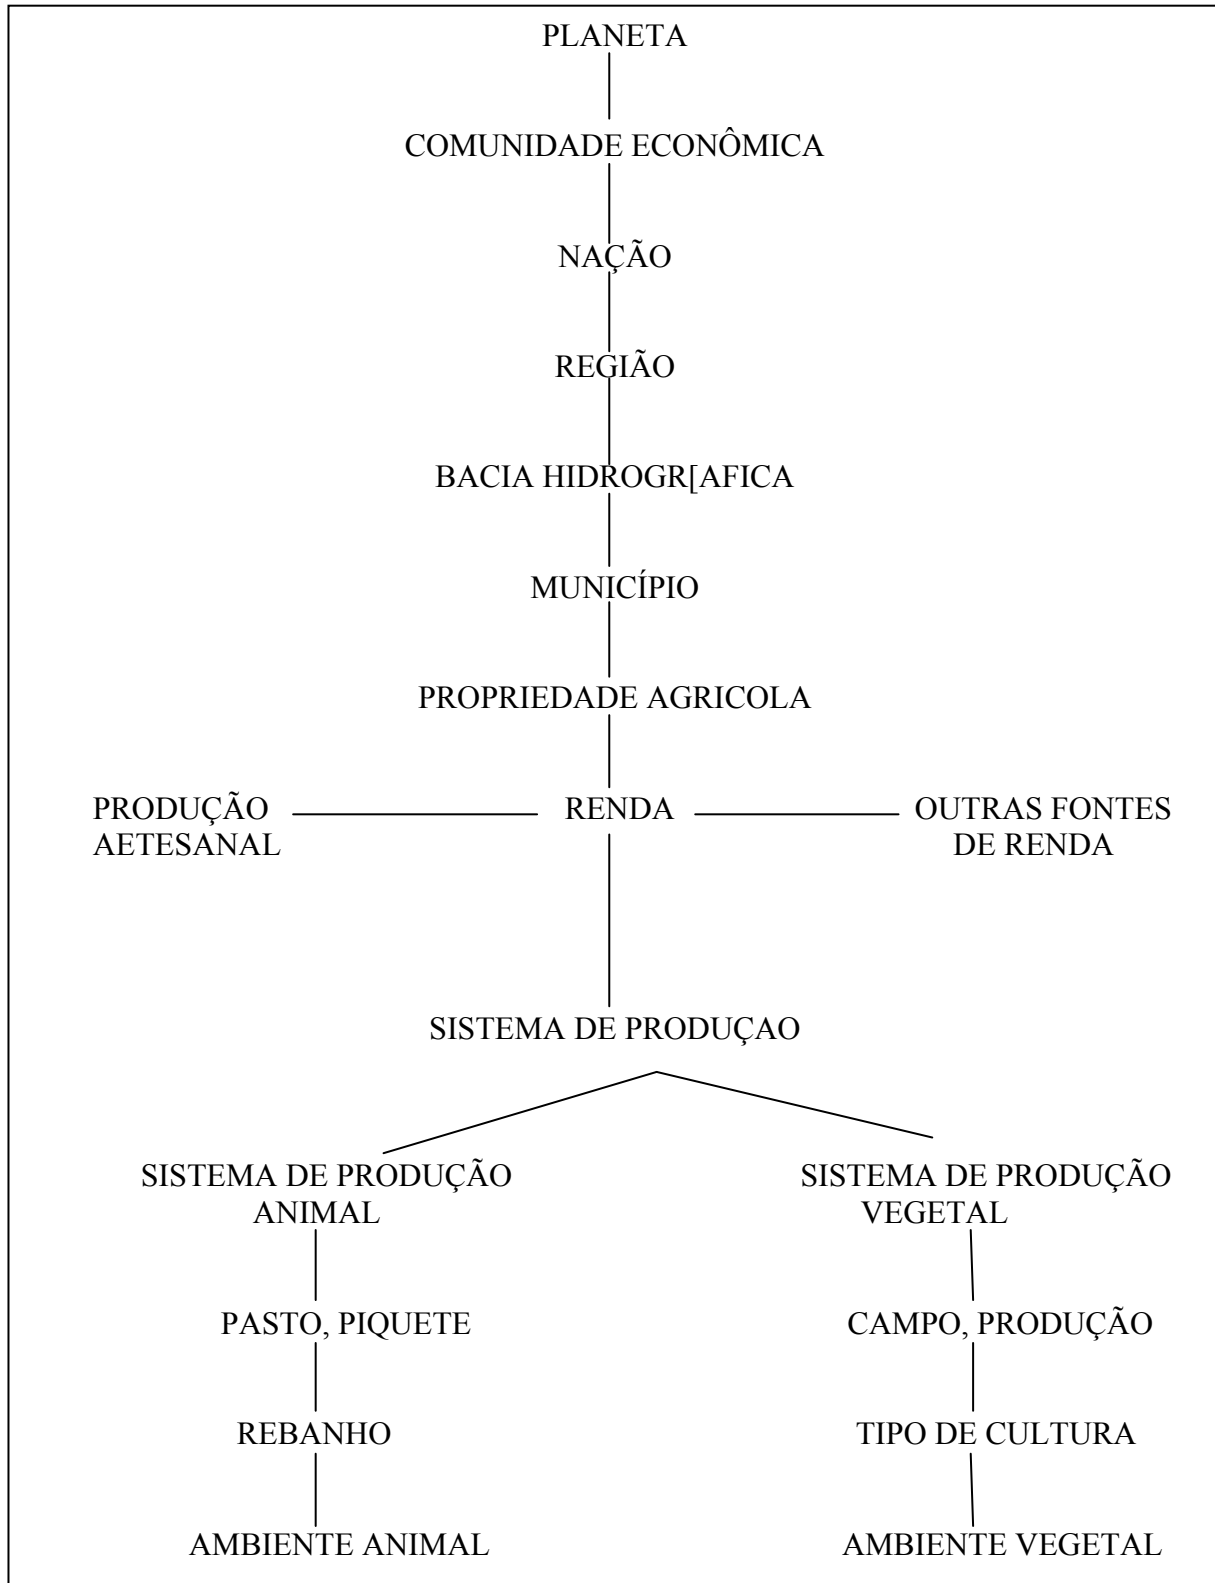 PLANETA
COMUNIDADE ECONÔMICA
NAÇÃO
REGIÃO
BACIA HIDROGR[AFICA
MUNICÍPIO
PROPRIEDADE AGRICOLA
PRODUÇÃO
AETESANAL
RENDA
OUTRAS FONTES
DE RENDA
SISTEMA DE PRODUÇAO
SISTEMA DE PRODUÇÃO
ANIMAL
SISTEMA DE PRODUÇÃO
VEGETAL
PASTO, PIQUETE
CAMPO, PRODUÇÃO
REBANHO
TIPO DE CULTURA
AMBIENTE ANIMAL
AMBIENTE VEGETAL